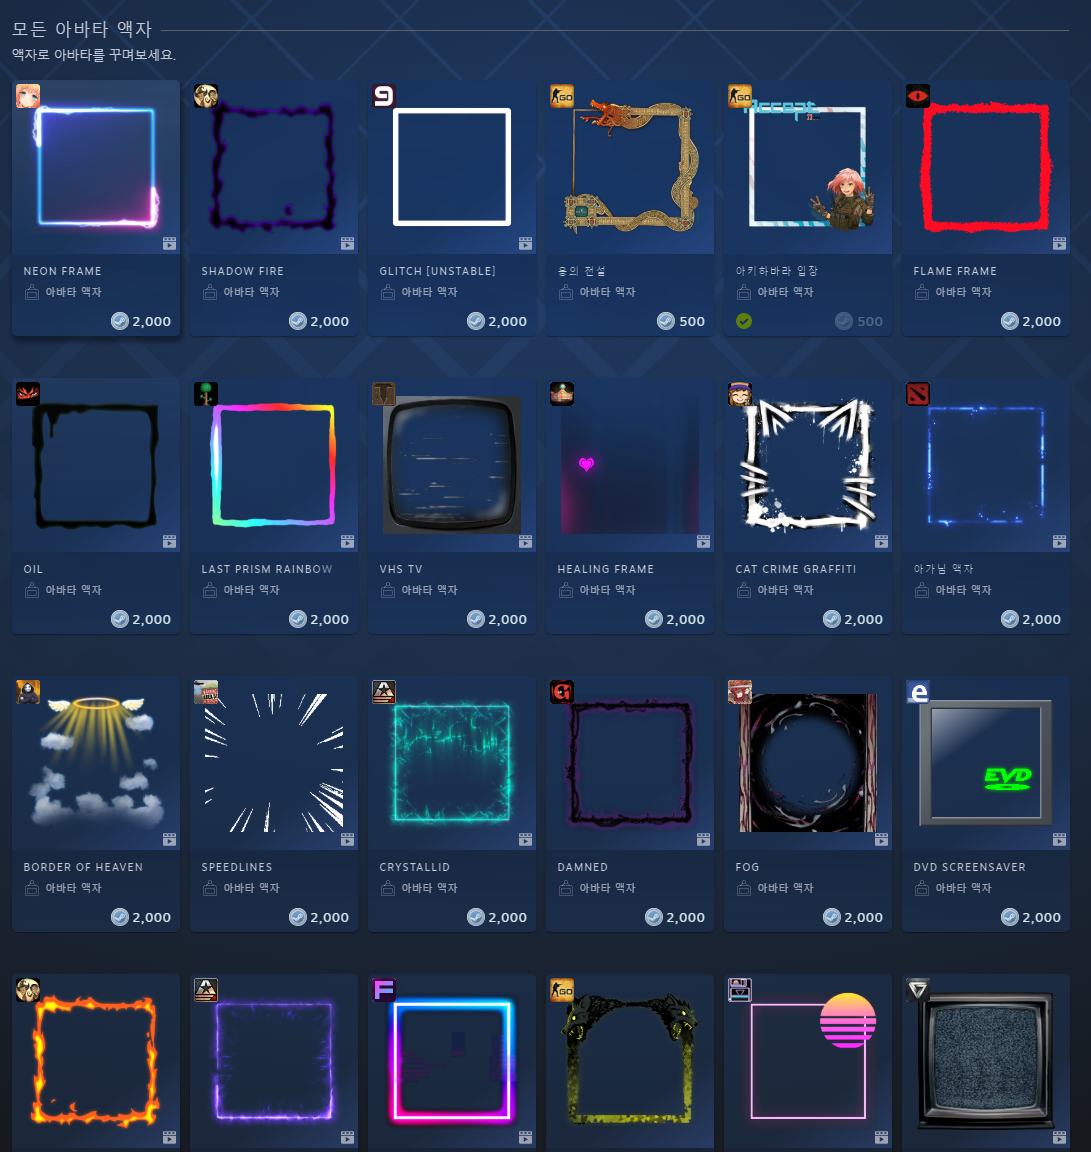 모든 아바타 액자
액자로 아바타를 꾸며보세요.
GO
GO
Accept
NEON FRAME
SHADOW FIRE
GLITCH [UNSTABLE]
용의 전설
아키하바라 입장
FLAME FRAME
아바타 액자
아바타 액자
아바타 액자
아바타 액자
아바타 액자
아바타 액자
2,000
2,000
2,000
500
500
2,000
OIL
LAST PRISM RAINBOW
VHS TV
HEALING FRAME
CAT CRIME GRAFFITI
아가님 액자
아바타 액자
아바타 액자
아바타 액자
아바타 액자
아바타 액자
아바타 액자
2,000
2,000
2,000
2,000
2,000
2,000
e
EVD
BORDER OF HEAVEN
SPEEDLINES
CRYSTALLID
DAMNED
FOG
DVD SCREENSAVER
아바타 액자
아바타 액자
아바타 액자
아바타 액자
아바타 액자
아바타 액자
2,000
2,000
2,000
2,000
2,000
2,000
F
GO